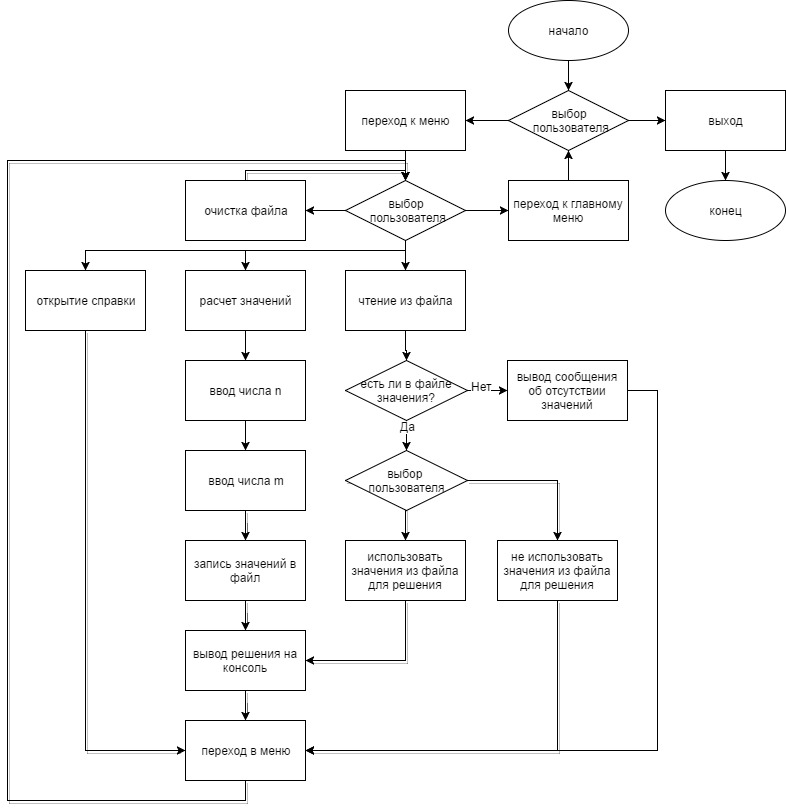 начало
переход к меню
выбор
пользователя
выход
очистка файла
выбор
пользователя
переход к главному
меню
конец
открытие справки
расчет значений
чтение из файла
ввод числа n
есть ли в файле
значения?
Нет
вывод сообщения
об отсутствии
значений
Да
ввод числа m
выбор
пользователя
запись значений в
файл
использовать
значения из файла
для решения
не использовать
значения из файла
для решения
вывод решения на
консоль
переход в меню